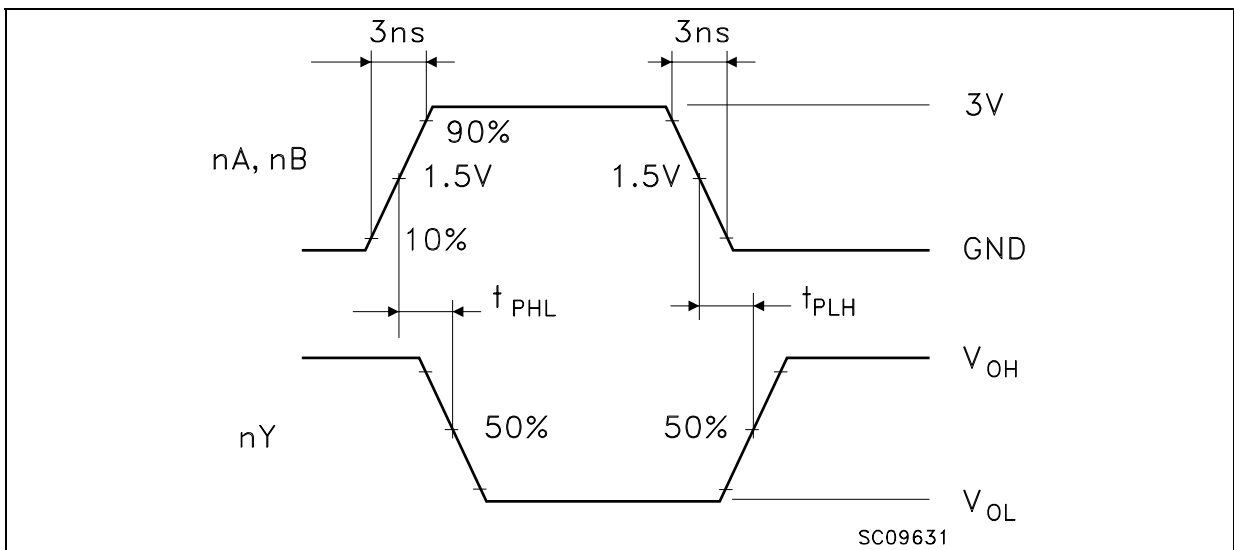 3ns 3ns
3V
90%
nA, nB
1.5V 1.5V
10%
GND
t PHL tPLH
VOH
50% 50%
nY
VOL
SC09631